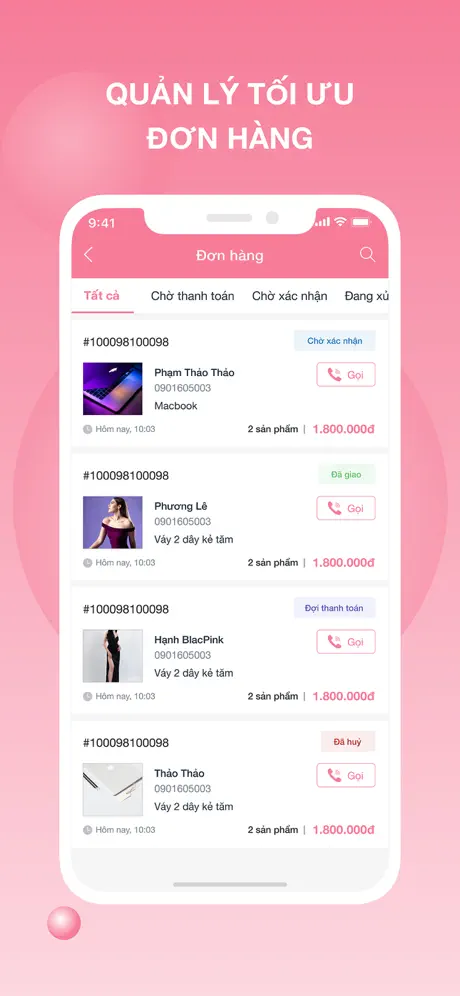 QUẢN LÝ TỐI ƯU
ĐƠN HÀNG
9:41
Đơn hàng
Tất cả Chờ thanh toán Chờ xác nhận Đang xủ
#100098100098 Chờ xác nhận
Phạm Thảo Thảo
0901605003
Gọi
Macbook
Hôm nay, 10:03 2 sản phẩm | 1.800.000đ
#100098100098 Đã giao
Phương Lê
0901605003
Gọi
Váy 2 dây kẻ tăm
Hôm nay, 10:03 2 sản phẩm | 1.800.000đ
#100098100098 Đợi thanh toán
Hạnh BlacPink
0901605003
Gọi
Váy 2 dây kẻ tăm
Hôm nay, 10:03 2 sản phẩm | 1.800.000đ
#100098100098 Đã huỷ
Thảo Thảo
0901605003
Gọi
Váy 2 dây kẻ tăm
Hôm nay, 10:03 2 sản phẩm | 1.800.000đ